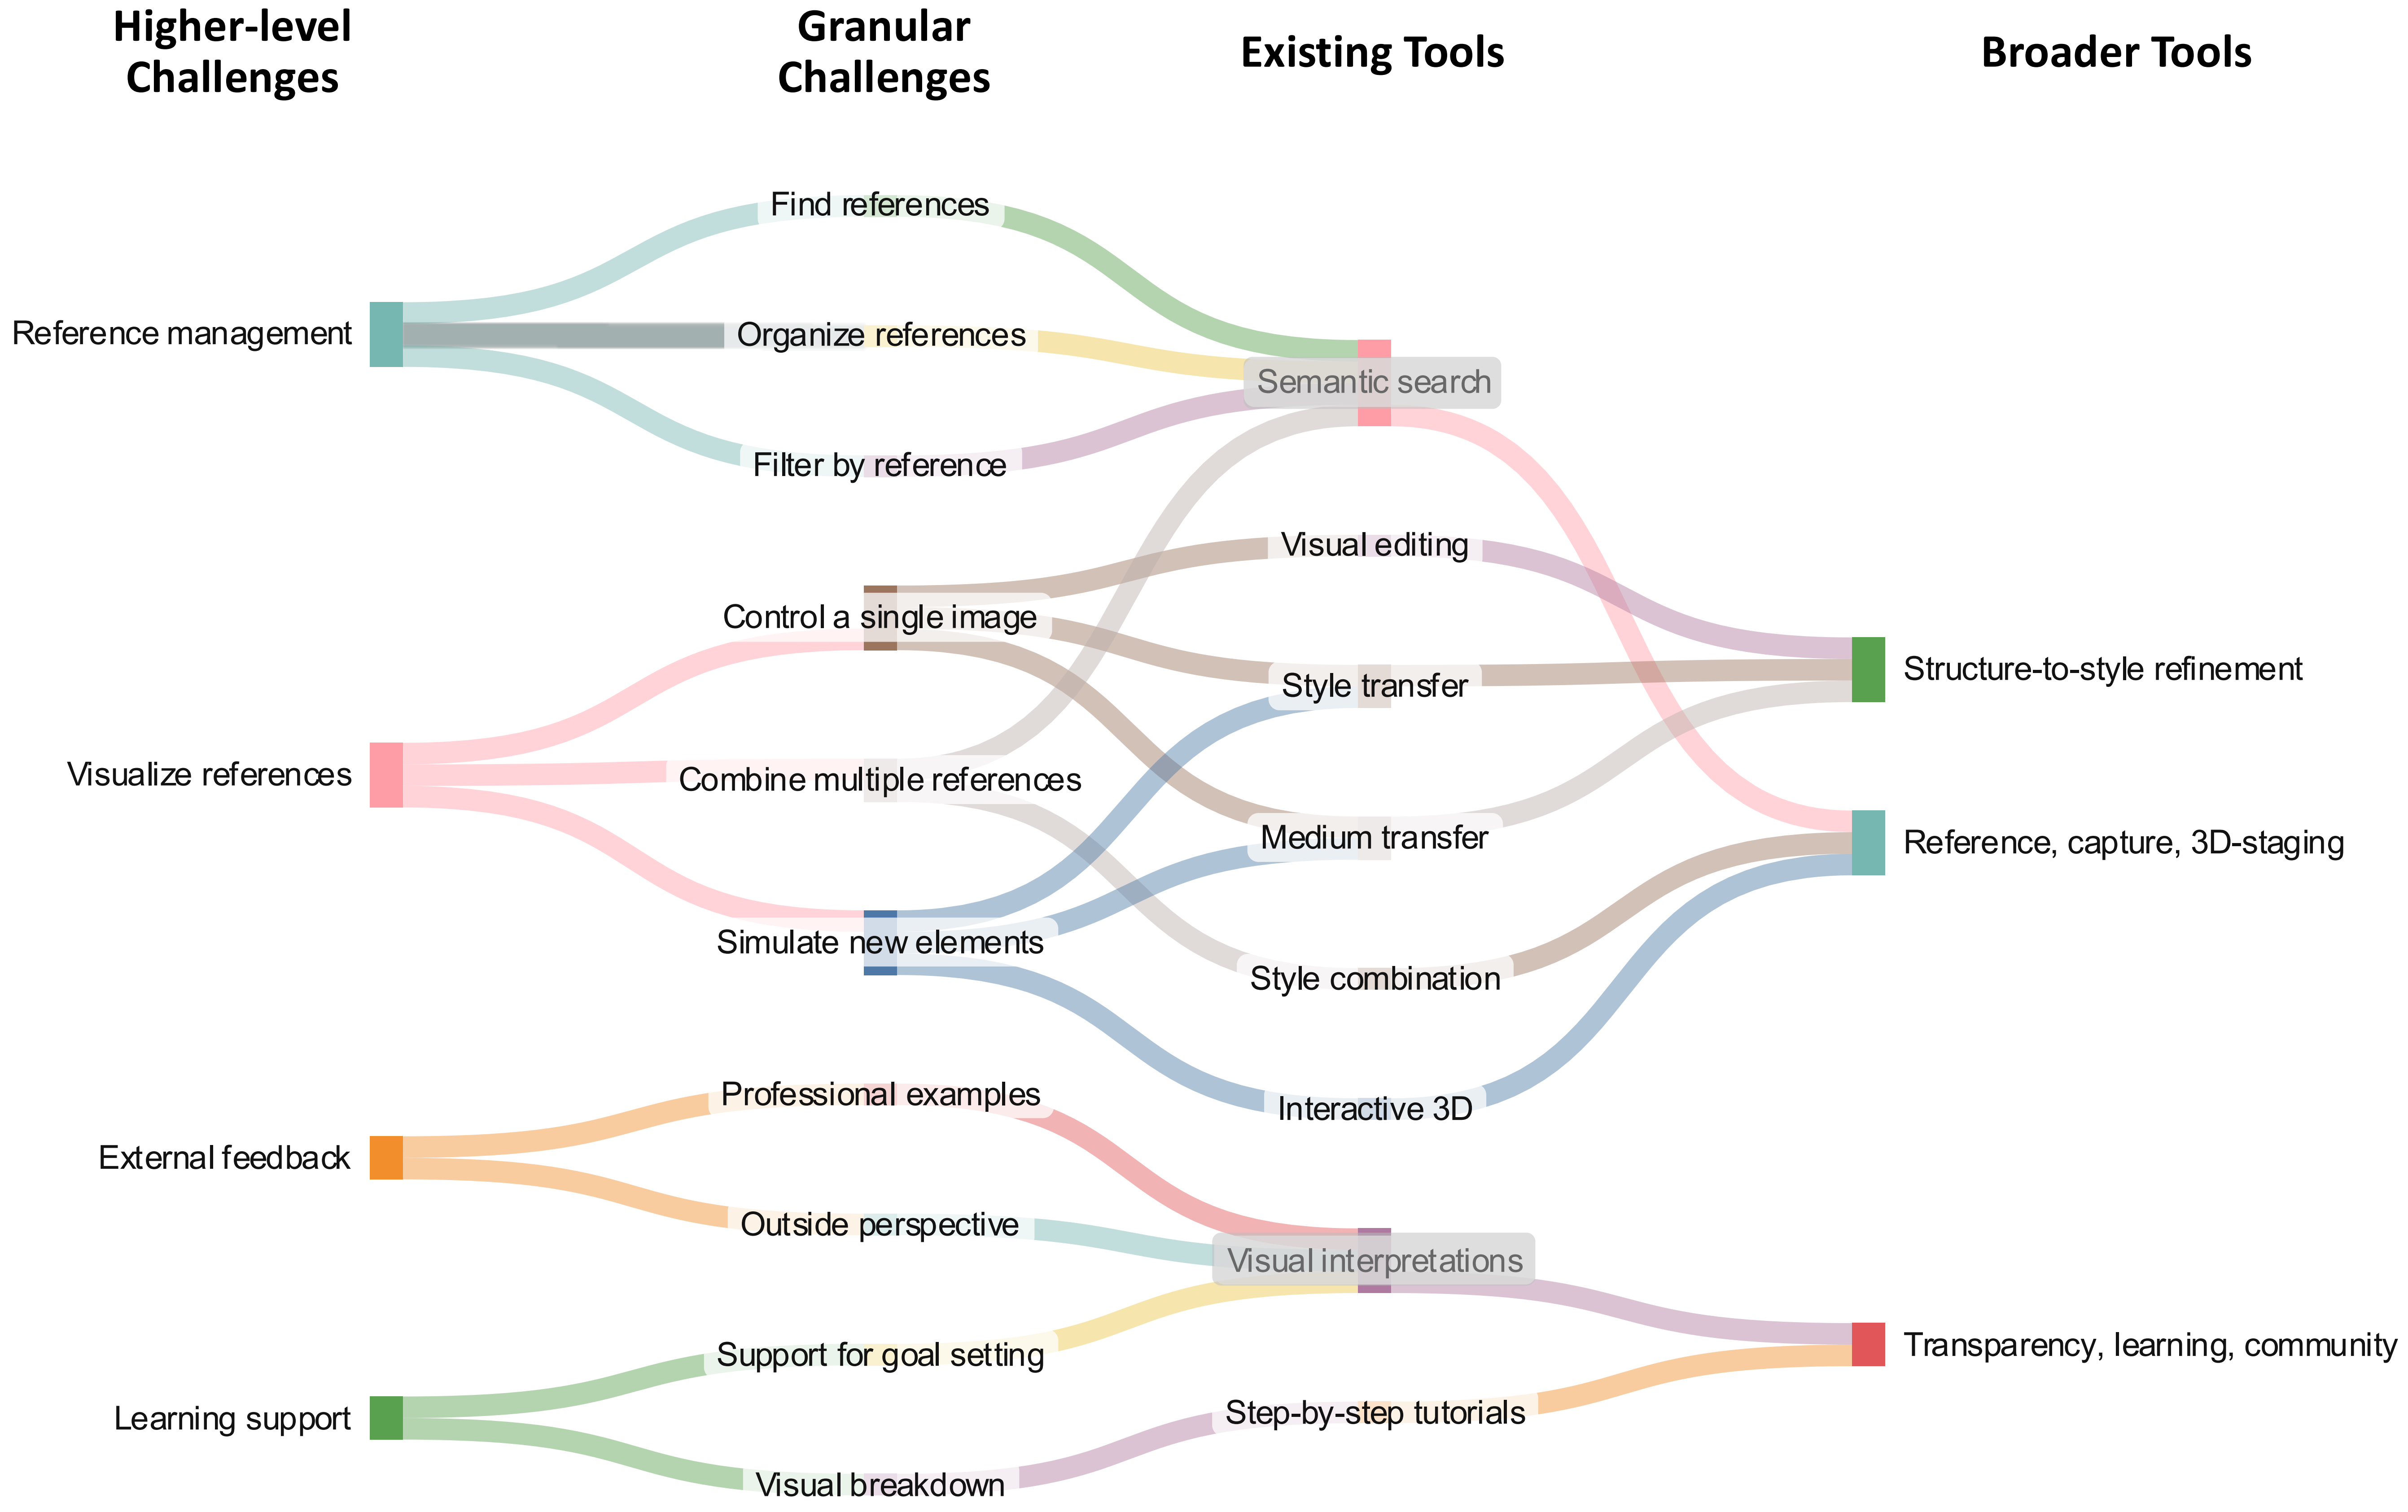 Higher-level
Challenges
Granular
Challenges
Existing Tools
Broader Tools
Reference management
Visualize references
External feedback
Learning support
Find references
Organize references
Filter by reference
Control a single image
Combine multiple references
Simulate new elements
Professional examples
Outside perspective
Support for goal setting
Visual breakdown
Semantic search
Visual editing
Style transfer
Medium transfer
Style combination
Interactive 3D
Visual interpretations
Step-by-step tutorials
Structure-to-style refinement
Reference, capture, 3D-staging
Transparency, learning, community